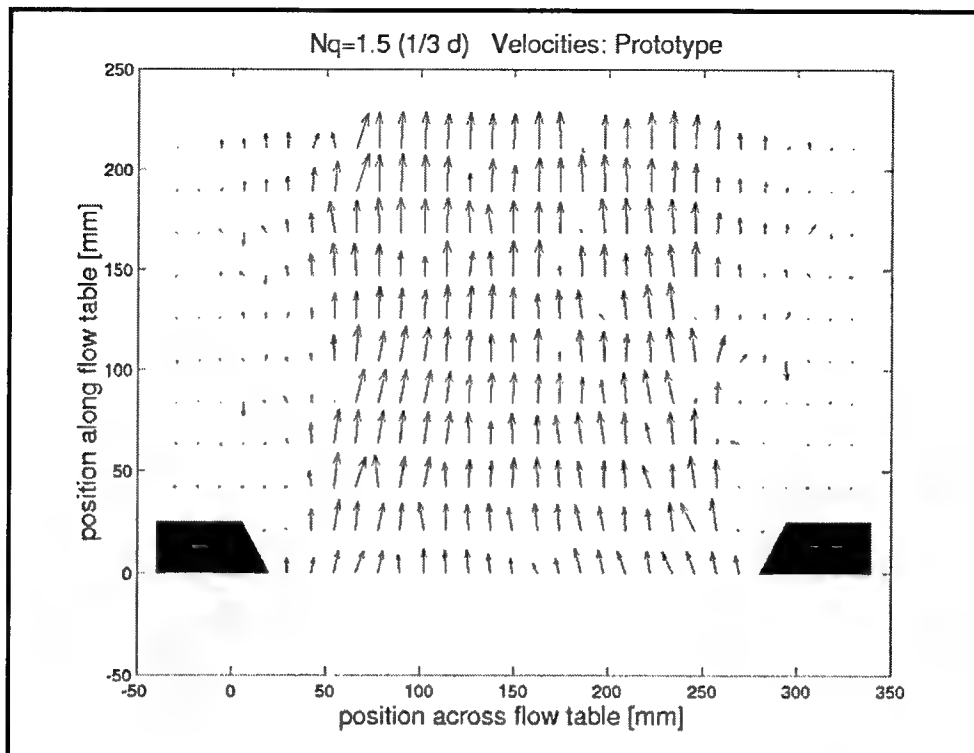 Nq=1.5 (1/3 d) Velocities: Prototype
250
200
150
100
50
0
-50
position along flow table [mm]
-50 0 50 100 150 200 250 300 350
position across flow table [mm]